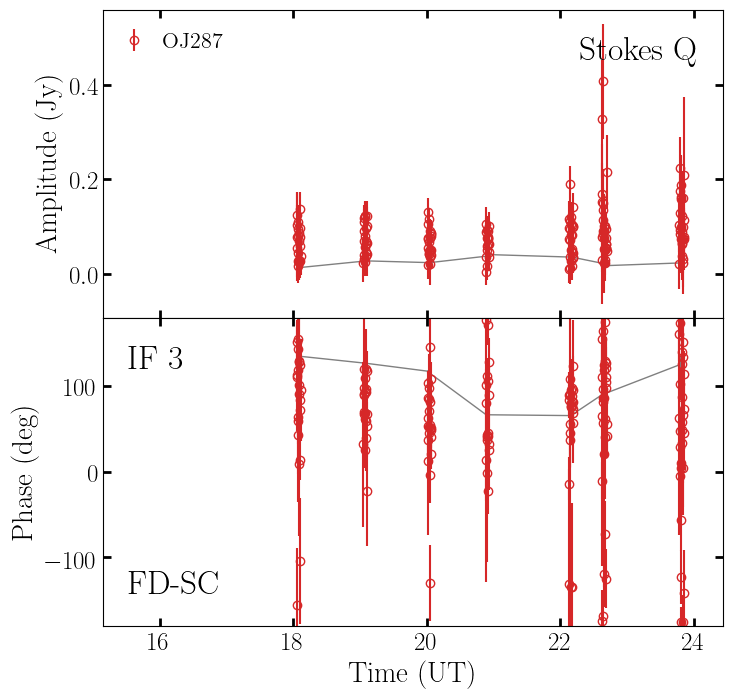 OJ287
Stokes Q
Amplitude (Jy)
0.4
0.2
0.0
IF 3
Phase (deg)
100
0
−100
FD-SC
16
18
20
22
24
Time (UT)